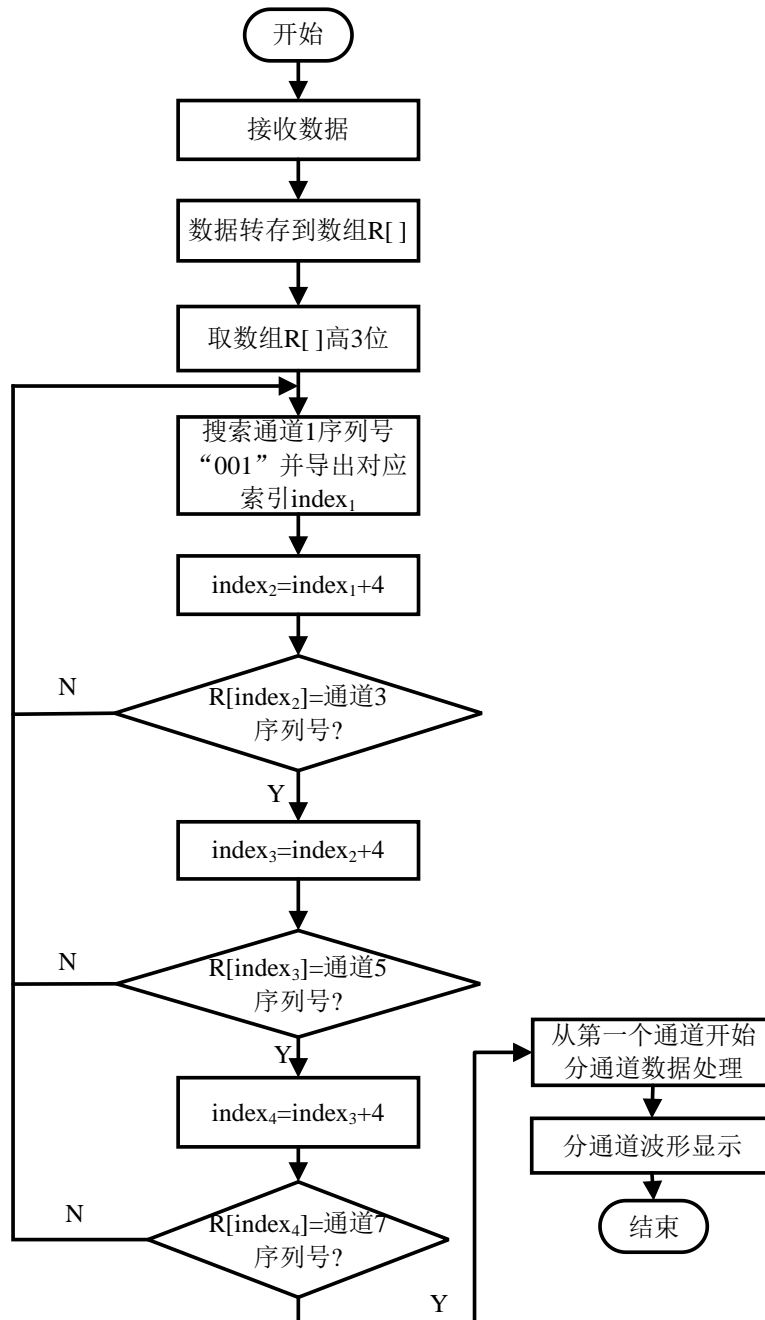 开始
接收数据
数据转存到数组R[ ]
取数组R[ ]高3位
搜索通道1序列号
“001”并导出对应
索引index₁
index₂=index₁+4
N
R[index₂]=通道3
序列号?
Y
index₃=index₂+4
N
R[index₃]=通道5
序列号?
Y
index₄=index₃+4
N
R[index₄]=通道7
序列号?
Y
从第一个通道开始
分通道数据处理
分通道波形显示
结束